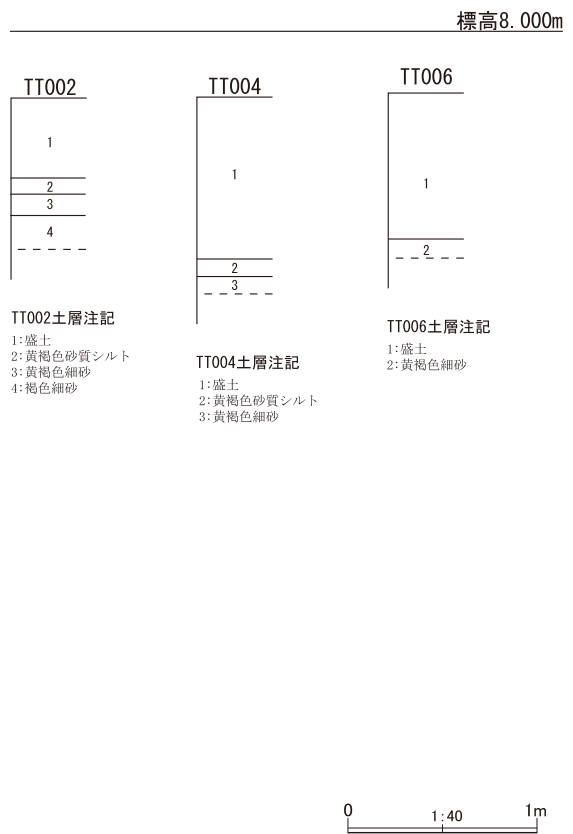 標高8.000m
TT002
1
2
3
4
TT002土層注記
1:盛土
2:黄褐色砂質シルト
3:黄褐色細砂
4:褐色細砂
TT004
1
2
3
TT004土層注記
1:盛土
2:黄褐色砂質シルト
3:黄褐色細砂
TT006
1
2
TT006土層注記
1:盛土
2:黄褐色細砂
0 1:40 1m